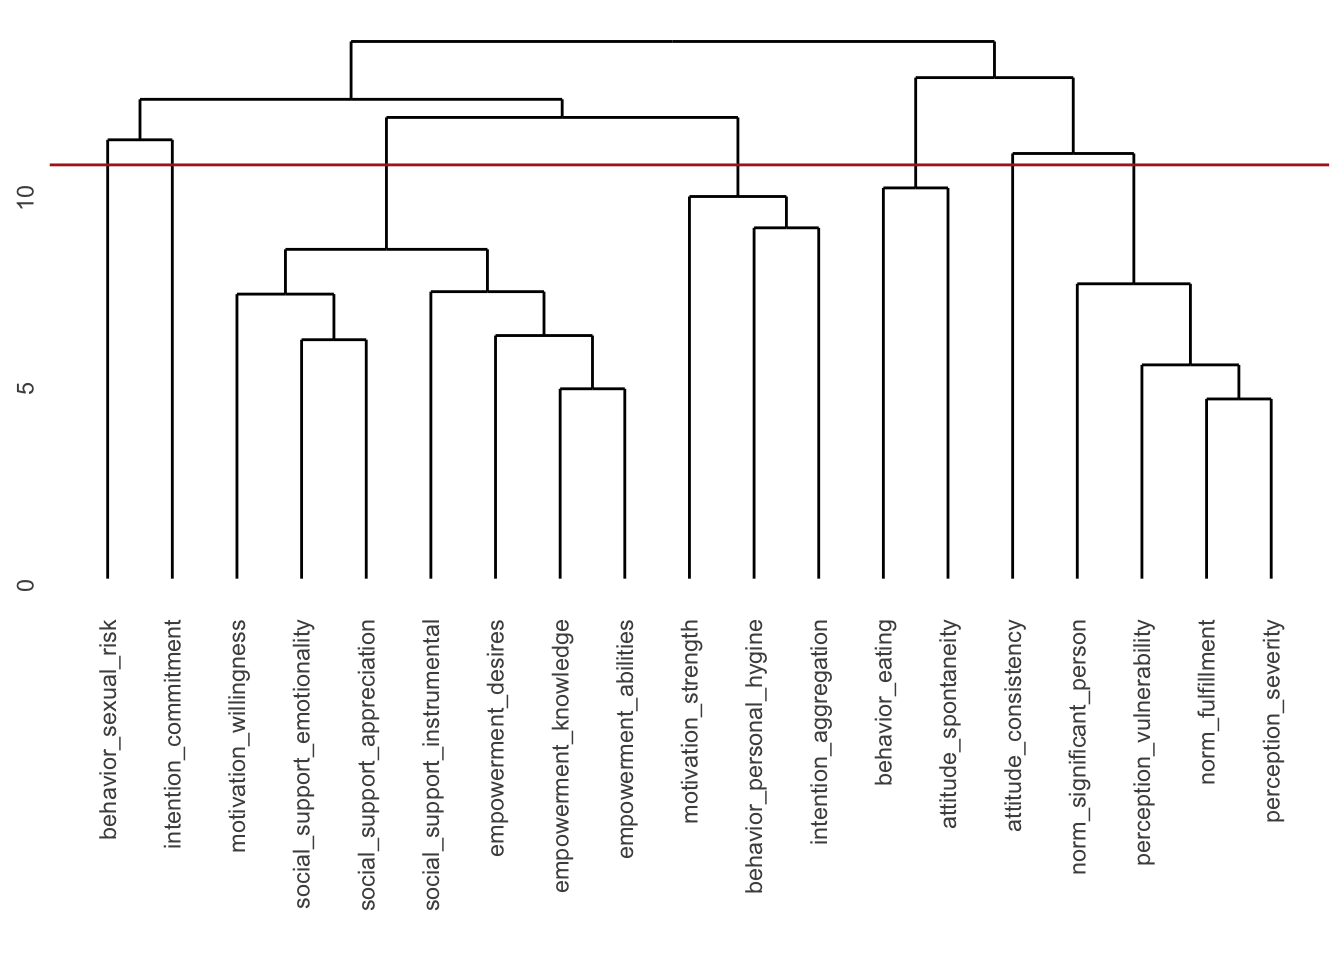 10
5
0
behavior_sexual_risk
intention_commitment
motivation_willingness
social_support_emotionality
social_support_appreciation
social_support_instrumental
empowerment_desires
empowerment_knowledge
empowerment_abilities
motivation_strength
behavior_personal_hygine
intention_aggregation
behavior_eating
attitude_spontaneity
attitude_consistency
norm_significant_person
perception_vulnerability
norm_fulfillment
perception_severity